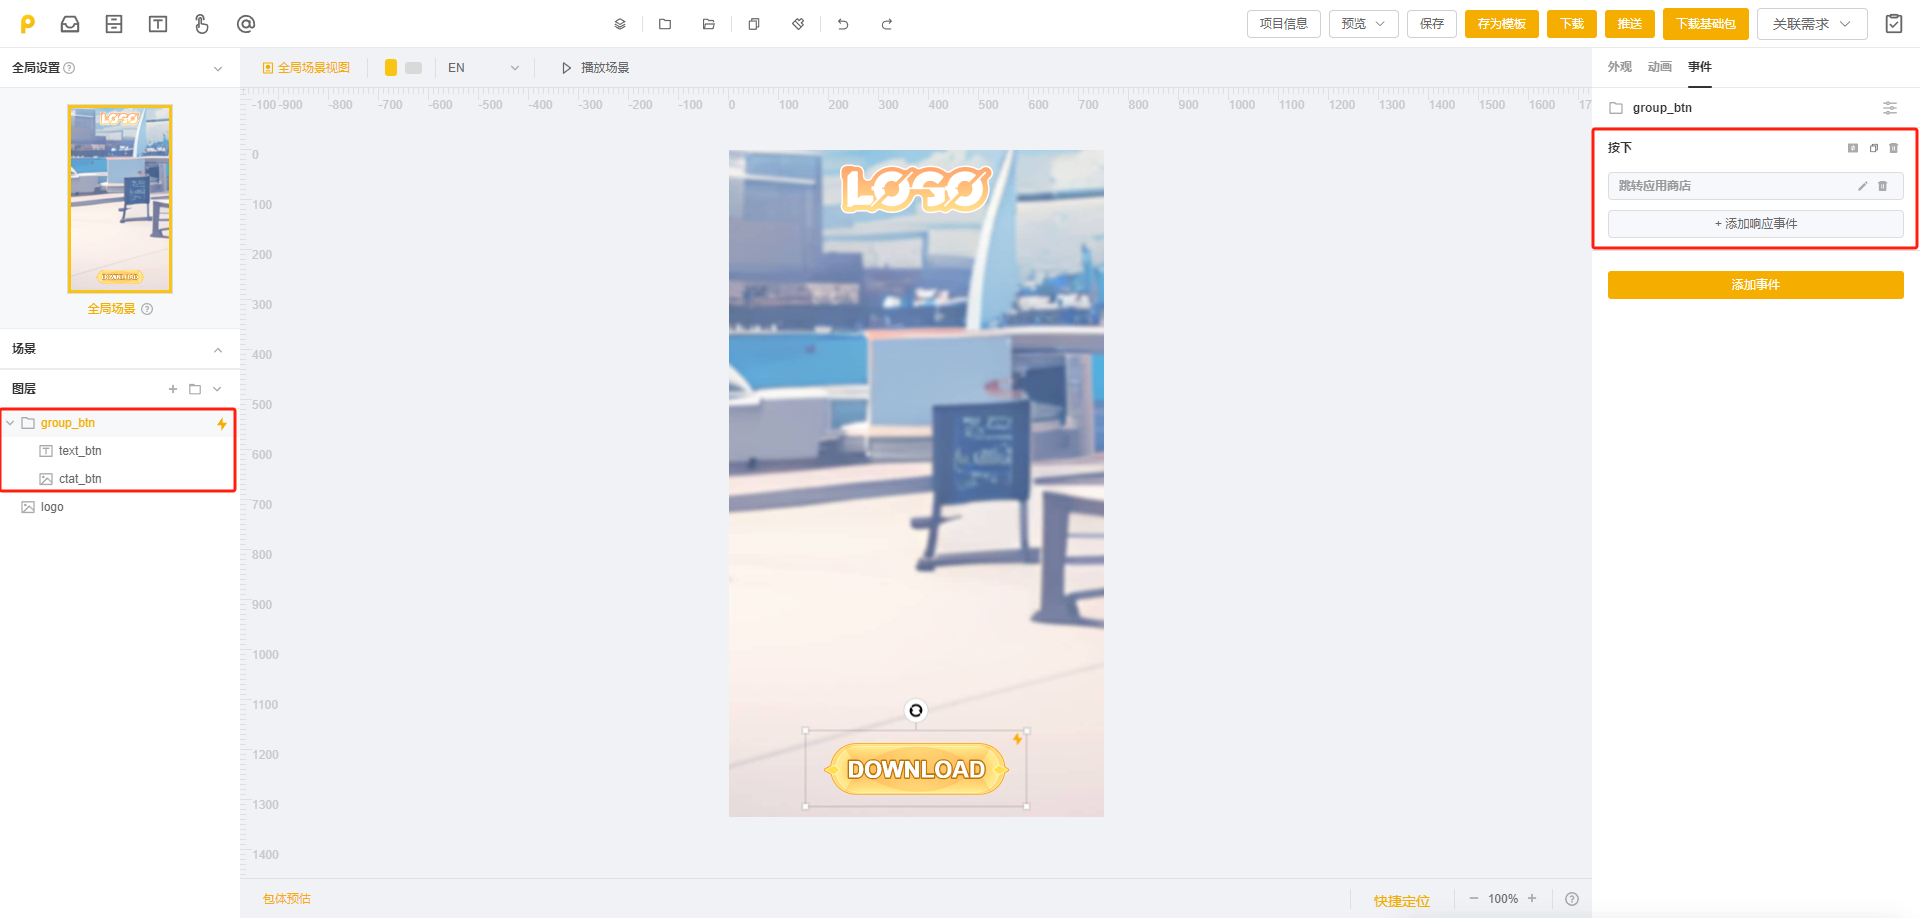 项目信息
预览
保存
存为模板
下载
推送
下载基础包
关联需求
全局设置
全局场景视图
EN
播放场景
外观 动画 事件
-100 -900 -800 -700 -600 -500 -400 -300 -200 -100 0 100 200 300 400 500 600 700 800 900 1000 1100 1200 1300 1400 1500 1600 17
group_btn
按下
跳转应用商店
+ 添加响应事件
添加事件
LOGO
DOWNLOAD
全局场景
场景
图层
group_btn
text_btn
ctat_btn
logo
0
100
200
300
400
500
600
700
800
900
1000
1100
1200
1300
1400
LOGO
DOWNLOAD
包体预估
快捷定位
100%